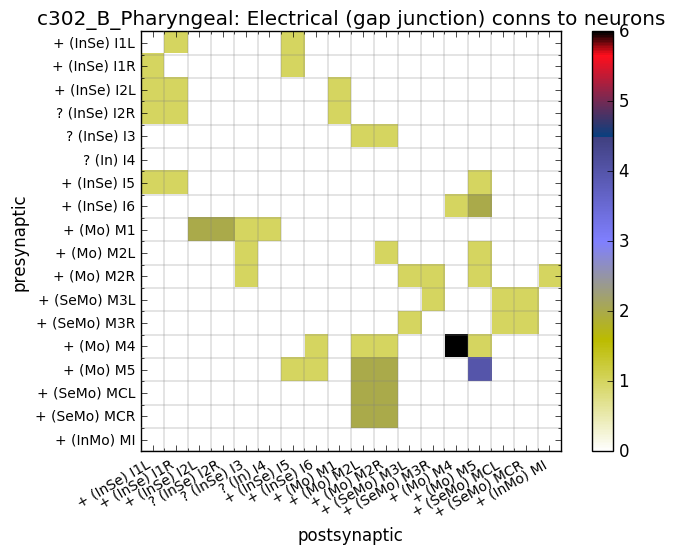 c302_B_Pharyngeal: Electrical (gap junction) conns to neurons
presynaptic
+ (InSe) I1L
+ (InSe) I1R
+ (InSe) I2L
? (InSe) I2R
? (InSe) I3
? (In) I4
+ (InSe) I5
+ (InSe) I6
+ (Mo) M1
+ (Mo) M2L
+ (Mo) M2R
+ (SeMo) M3L
+ (SeMo) M3R
+ (Mo) M4
+ (Mo) M5
+ (SeMo) MCL
+ (SeMo) MCR
+ (InMo) MI
+ (InSe) I1L
+ (InSe) I1R
+ (InSe) I2L
? (InSe) I2R
? (InSe) I3
? (In) I4
+ (InSe) I5
+ (InSe) I6
+ (Mo) M1
+ (Mo) M2L
+ (Mo) M2R
+ (SeMo) M3L
+ (SeMo) M3R
+ (Mo) M4
+ (Mo) M5
+ (SeMo) MCL
+ (SeMo) MCR
+ (InMo) MI
postsynaptic
6
5
4
3
2
1
0